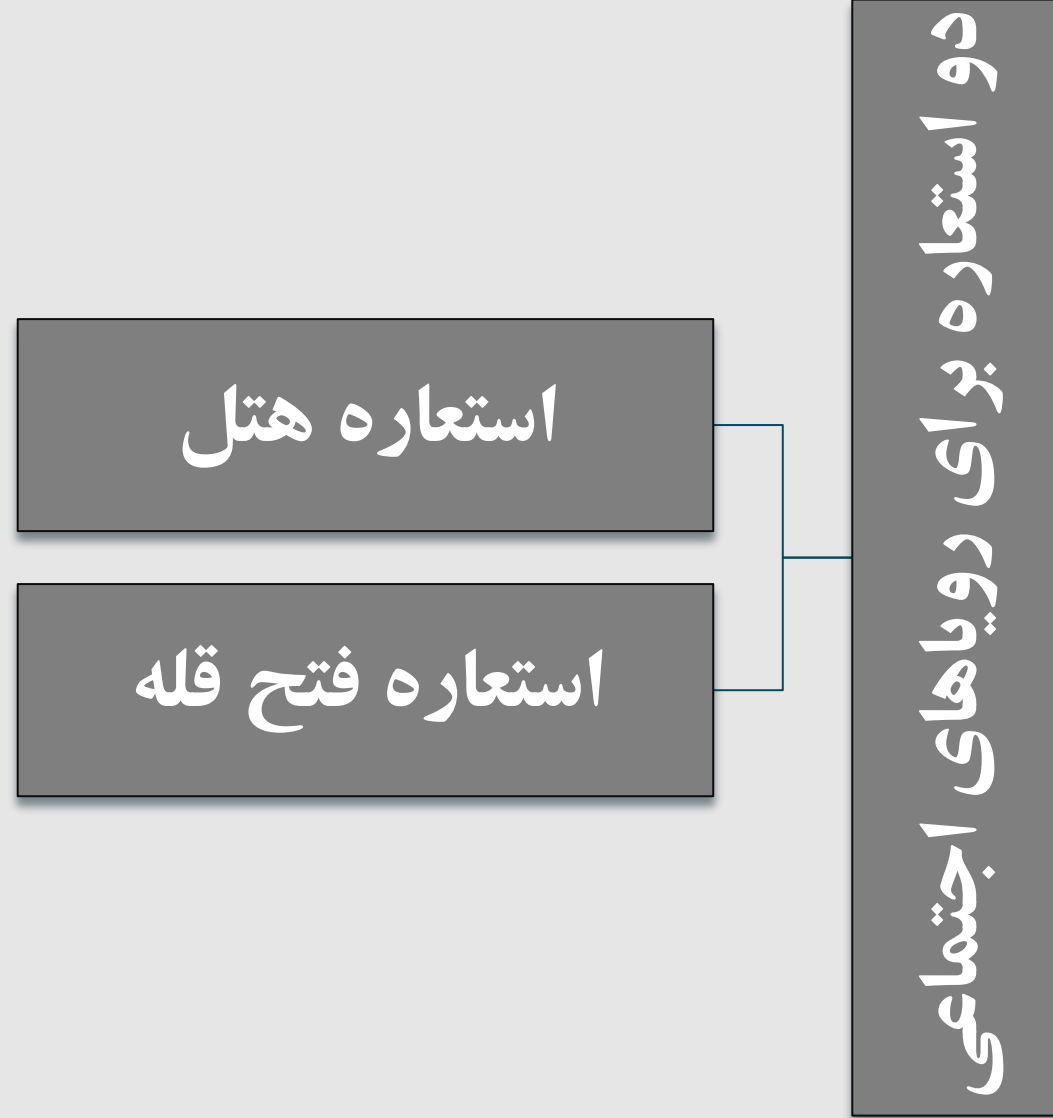 دو استعاره برای رویاهای اجتماعی
استعاره هتل
استعاره فتح قله